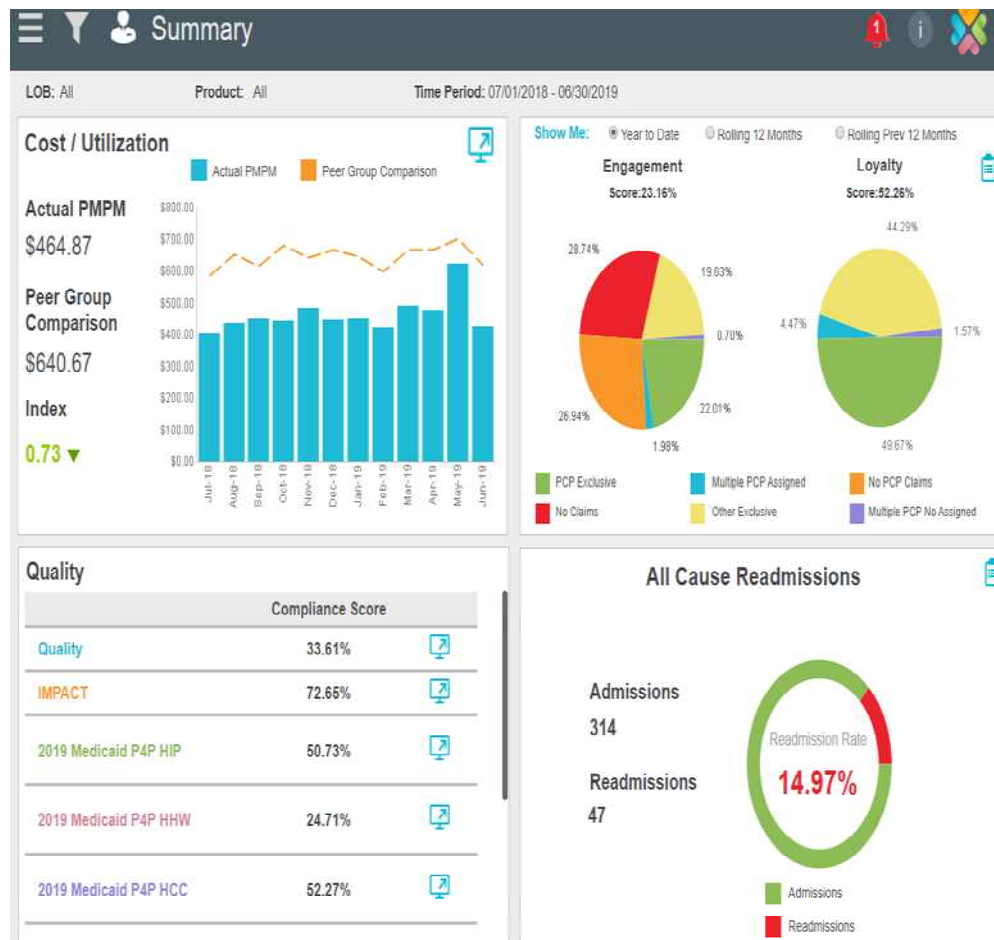 Summary
1
i
LOB: All
Product: All
Time Period: 07/01/2018 - 06/30/2019
Cost / Utilization
Actual PMPM
Peer Group Comparison
Actual PMPM
$464.87
Peer Group
Comparison
$640.67
Index
0.73
$800.00
$700.00
$600.00
$500.00
$400.00
$300.00
$200.00
$100.00
$0.00
Jul-18
Aug-18
Sep-18
Oct-18
Nov-18
Dec-18
Jan-19
Feb-19
Mar-19
Apr-19
May-19
Jun-19
Show Me:
Year to Date
Rolling 12 Months
Rolling Prev 12 Months
Engagement
Score:23.16%
28.74%
19.63%
0.70%
22.01%
1.98%
26.94%
Loyalty
Score:52.26%
44.29%
4.47%
1.57%
49.67%
PCP Exclusive
Multiple PCP Assigned
No PCP Claims
No Claims
Other Exclusive
Multiple PCP No Assigned
Quality
Compliance Score
Quality 33.61%
IMPACT 72.65%
2019 Medicaid P4P HIP 50.73%
2019 Medicaid P4P HHW 24.71%
2019 Medicaid P4P HCC 52.27%
All Cause Readmissions
Admissions
314
Readmissions
47
Readmission Rate
14.97%
Admissions
Readmissions